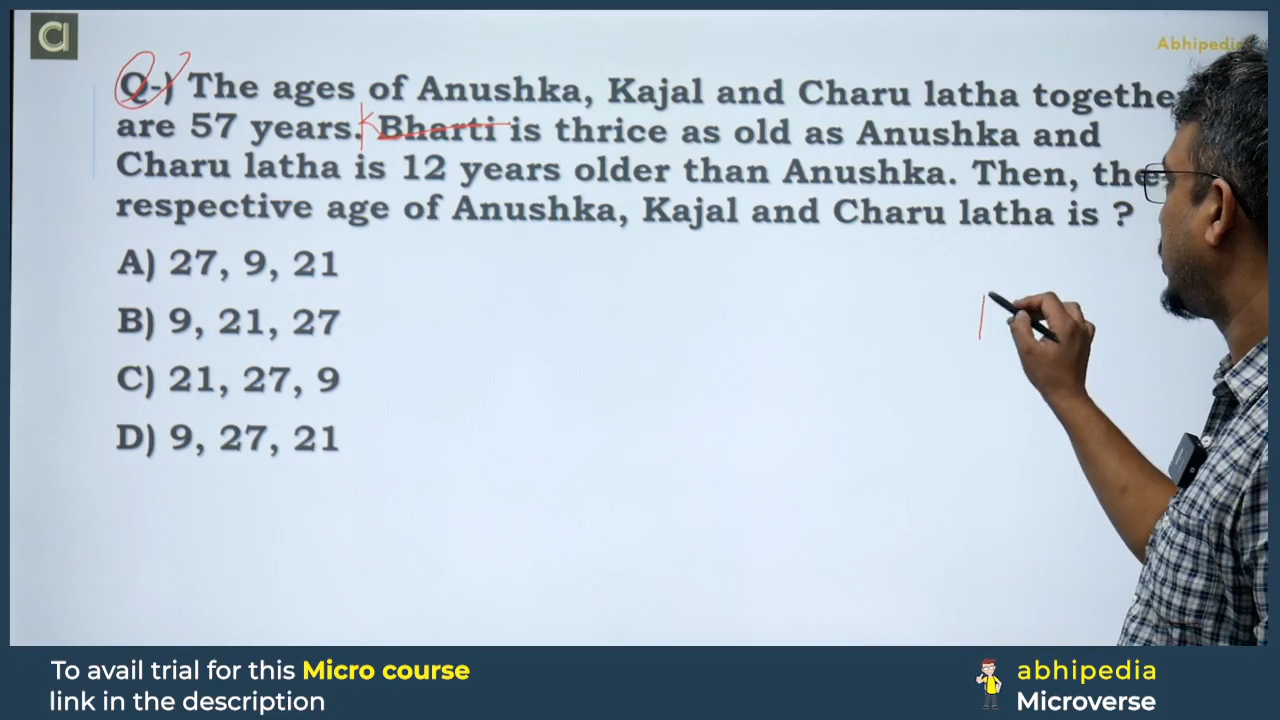 Abhipedia
Q-) The ages of Anushka, Kajal and Charu latha togethe
are 57 years. K Bharti is thrice as old as Anushka and
Charu latha is 12 years older than Anushka. Then, the
respective age of Anushka, Kajal and Charu latha is ?
A) 27, 9, 21
B) 9, 21, 27
C) 21, 27, 9
D) 9, 27, 21
To avail trial for this Micro course
link in the description
abhipedia
Microverse